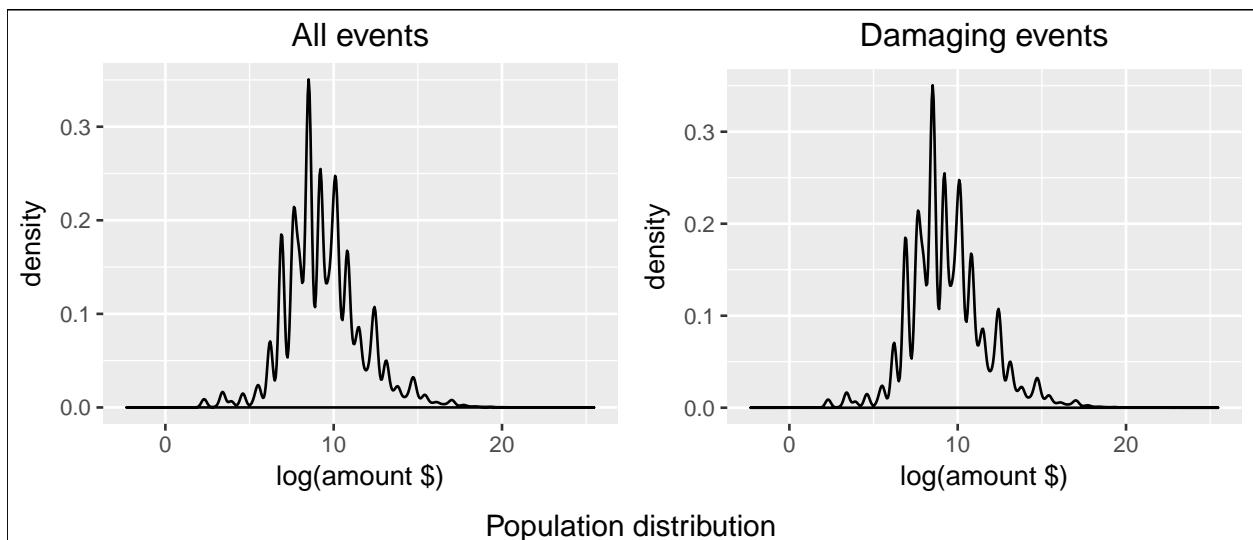 All events
density
0.3
0.2
0.1
0.0
0 10 20
log(amount $)
Damaging events
density
0.3
0.2
0.1
0.0
0 10 20
log(amount $)
Population distribution